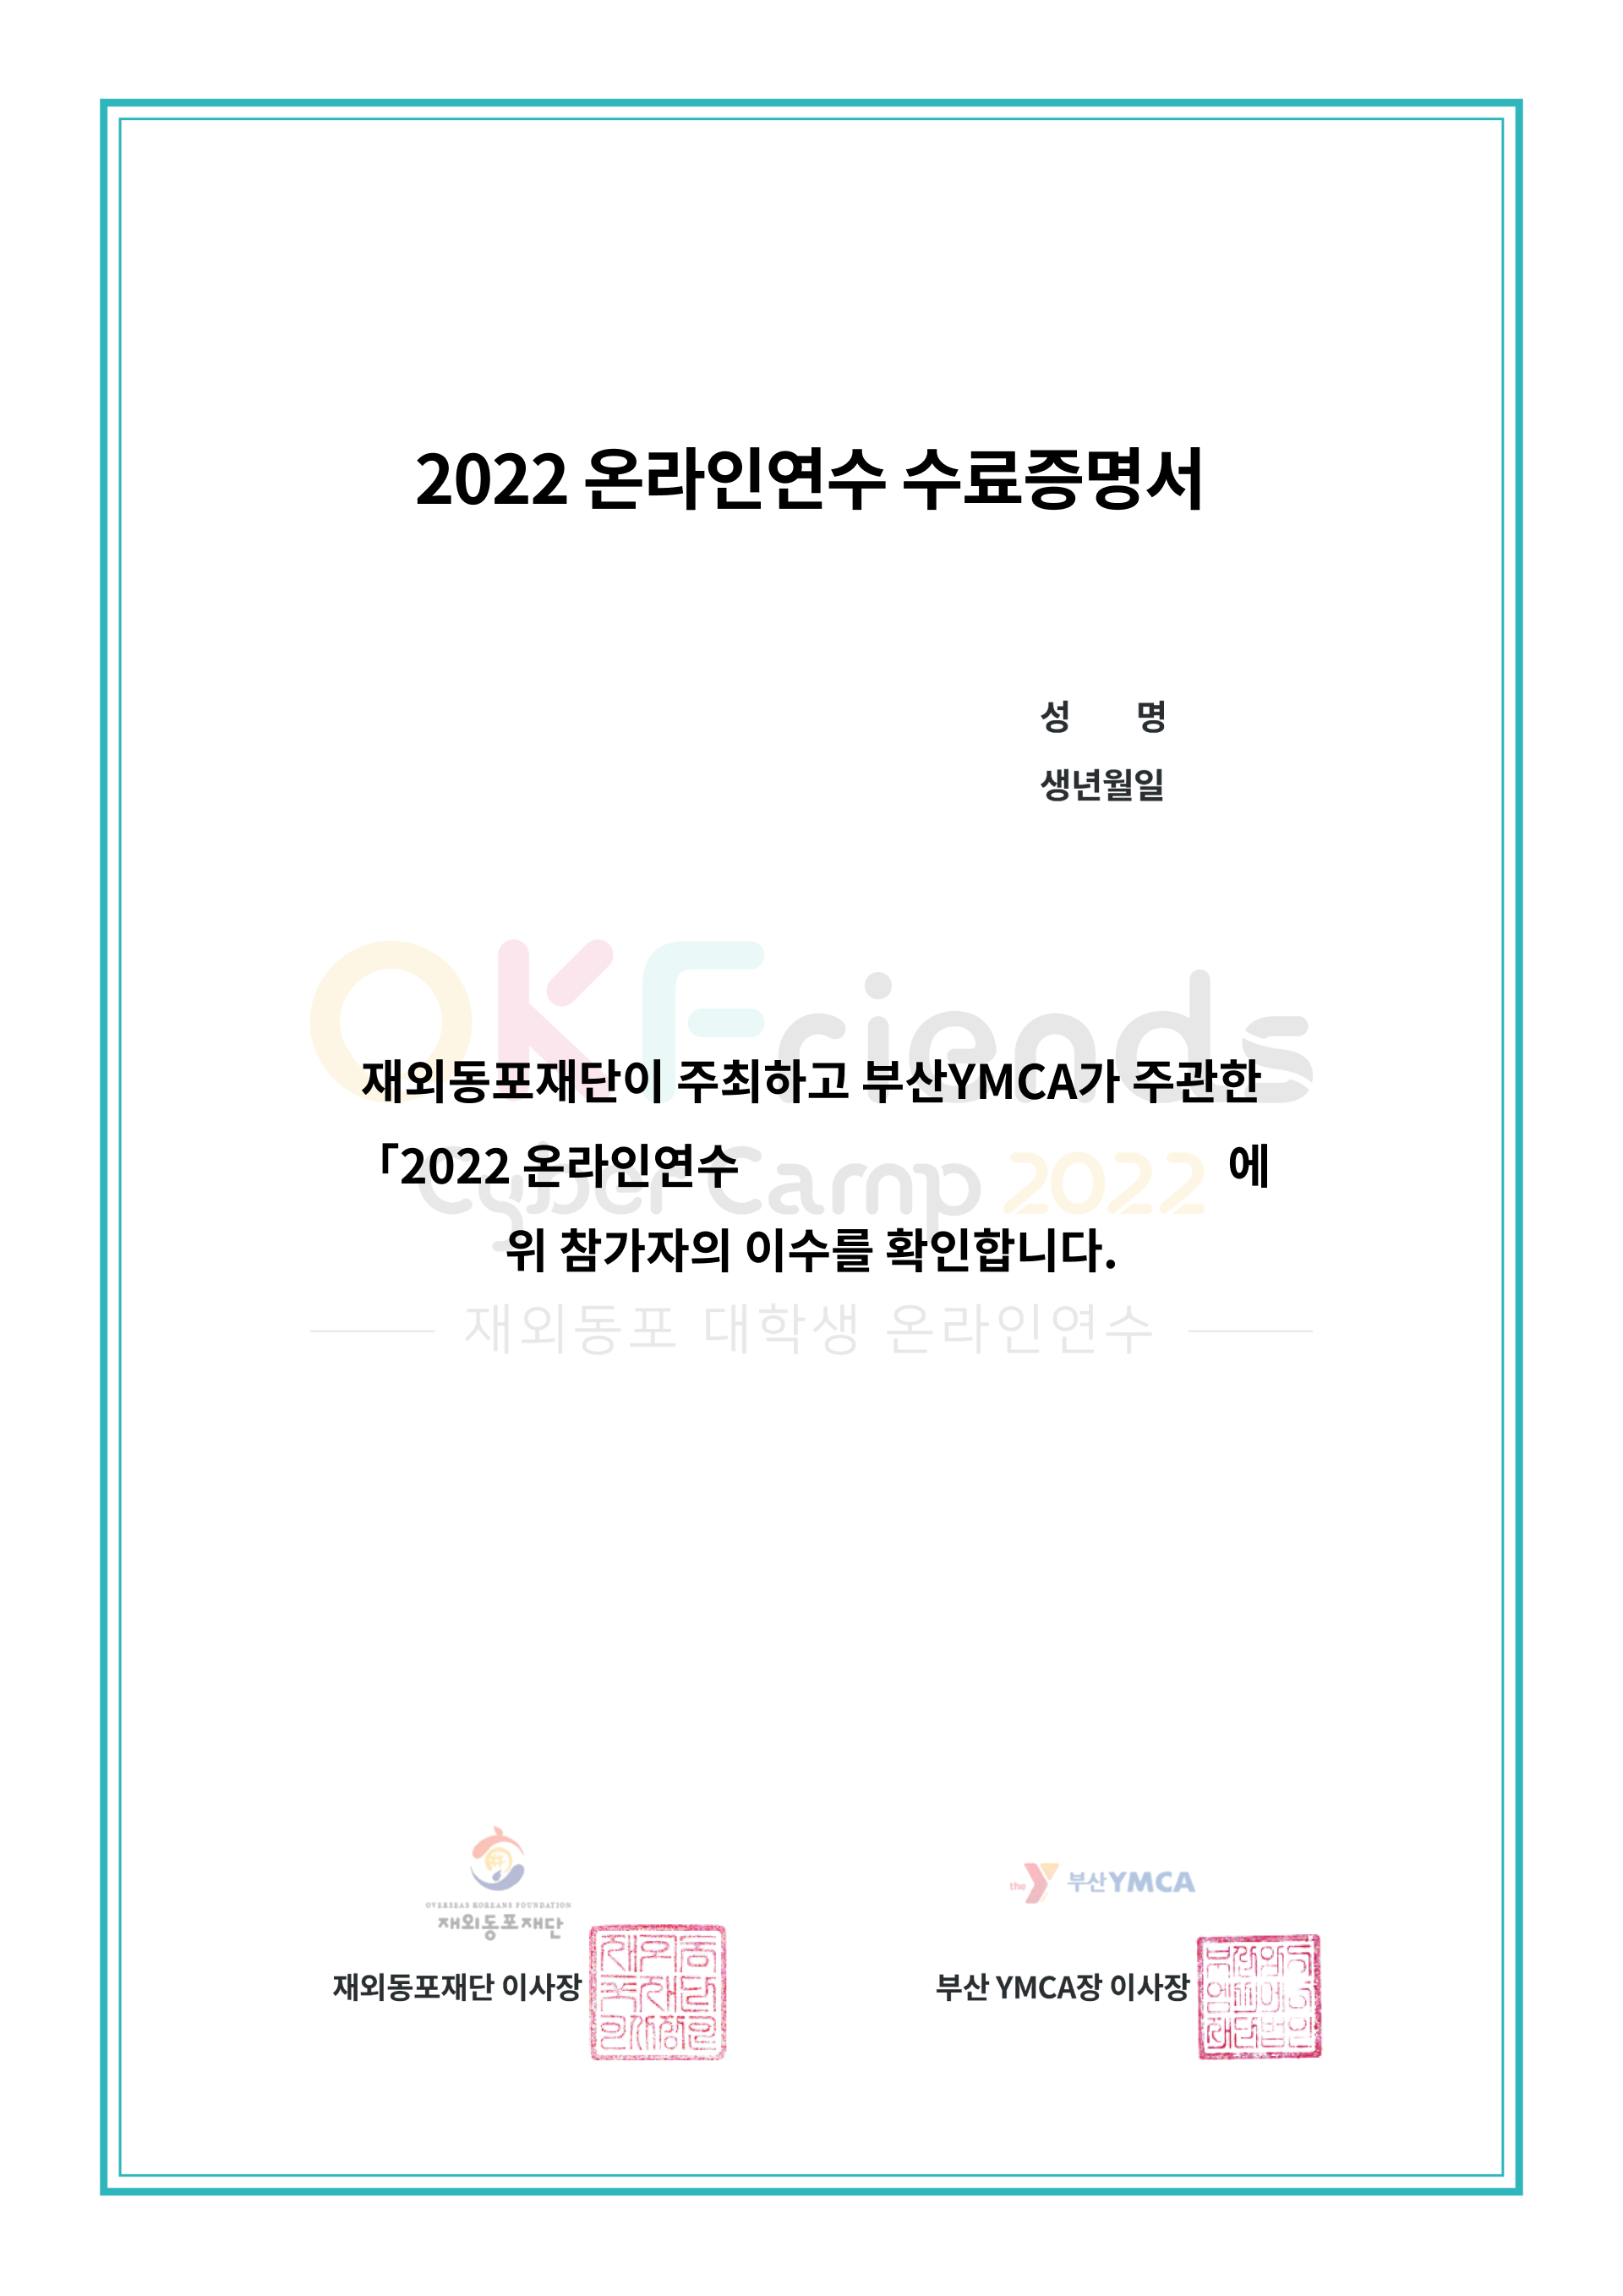 2022 온라인연수 수료증명서
성 명
생년월일
OKFriends
재외동포재단이 주최하고 부산YMCA가 주관한
Cyber Camp 2022
「2022 온라인연수 에
위 참가자의 이수를 확인합니다.
재외동포 대학생 온라인연수
OVERSEAS KOREANS FOUNDATION
재외동포재단
재외동포재단 이사장
the Y 부산YMCA
부산 YMCA장 이사장